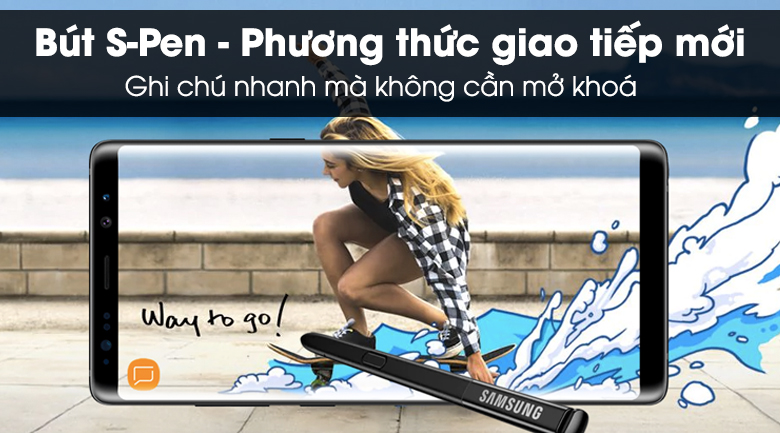 Bút S-Pen - Phương thức giao tiếp mới
Ghi chú nhanh mà không cần mở khoá
Way to go!
SAMSUNG